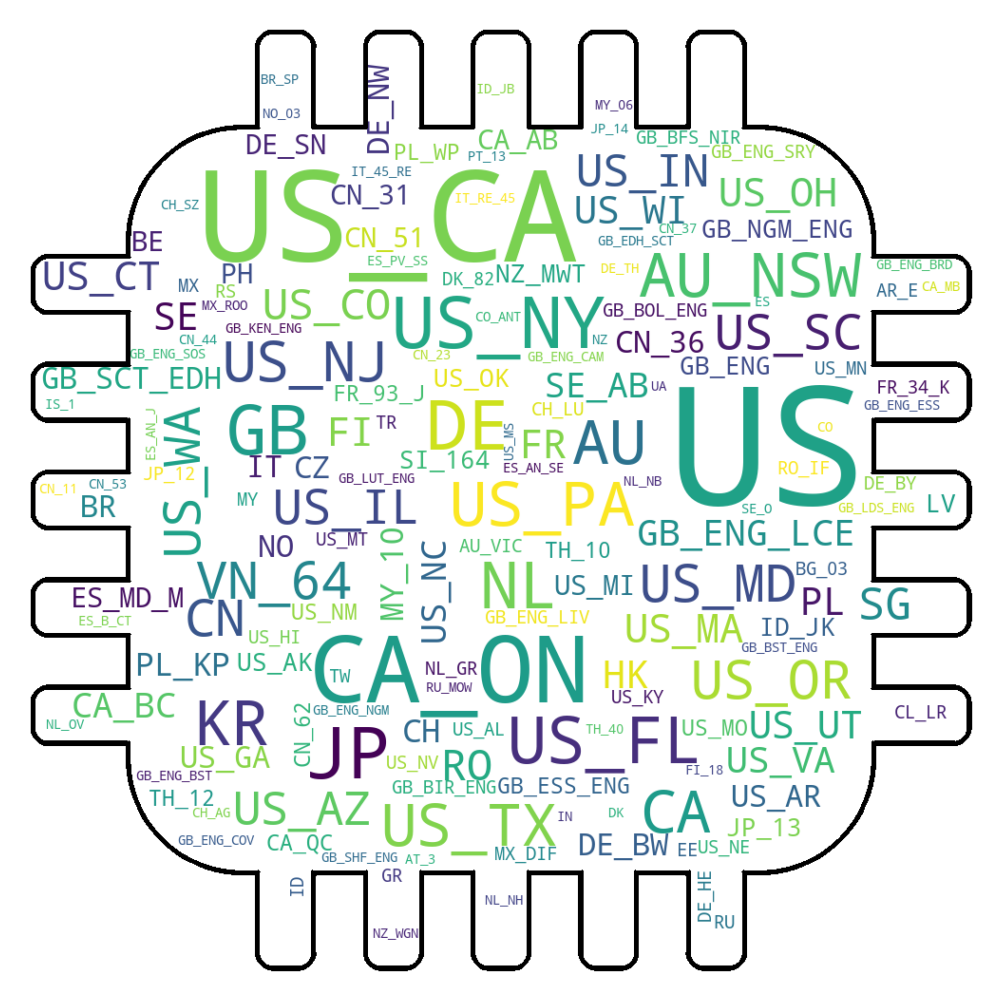 BR_SP
NO_03
DE_NW
ID_JB
MY_06
DE_SN
PL_WP
CA_AB
PT_13
JP_14
GB_BFS_NIR
GB_ENG_SRY
IT_45_RE
CN_31
IT_RE_45
US_IN
US_OH
CH_SZ
US_CA
US_WI
CN_37
GB_NGM_ENG
BE
CN_51
GB_EDH_SCT
ES_PV_SS
US_CT
PH
MX
RS
DK_82
NZ_MWT
DE_TH
AU_NSW
GB_ENG_BRD
AR_E
CA_MB
MX_ROO
US_CO
SE
GB_KEN_ENG
US_NY
CO_ANT
GB_BOL_ENG
ES
CN_44
NZ
CN_36
US_SC
GB_ENG_SOS
US_NJ
CN_23
GB_ENG_CAM
GB_ENG
US_MN
GB_SCT_EDH
FR_93_J
US_OK
SE_AB
UA
FR_34_K
IS_1
US_WA
ES_AN_J
GB
FI
TR
DE
CH_LU
US
GB_ENG_ESS
CO
US_MS
FR
AU
IT
CZ
SI_164
ES_AN_SE
RO_IF
JP_12
GB_LUT_ENG
NL_NB
DE_BY
CN_11
CN_53
MY
US_IL
US_PA
SE_O
GB_LDS_ENG
LV
BR
NO
US_MT
US_NC
AU_VIC
TH_10
GB_ENG_LCE
VN_64
MY_10
NL
US_MI
US_MD
BG_03
ES_MD_M
CN
US_NM
GB_ENG_LIV
PL
SG
ES_B_CT
US_HI
US_MA
ID_JK
GB_BST_ENG
PL_KP
US_AK
TW
CA_ON
NL_GR
RU_MOW
HK
US_KY
US_OR
CA_BC
GB_ENG_NGM
CL_LR
NL_OV
KR
CN_62
JP
CH
US_AL
US_FL
TH_40
US_MO
US_UT
US_GA
US_NV
RO
FI_18
US_VA
GB_ENG_BST
GB_BIR_ENG
GB_ESS_ENG
TH_12
CH_AG
US_AZ
US_TX
IN
DK
CA
US_AR
JP_13
GB_ENG_COV
CA_QC
GB_SHF_ENG
AT_3
MX_DIF
DE_BW
EE
US_NE
ID
GR
NL_NH
DE_HE
RU
NZ_WGN